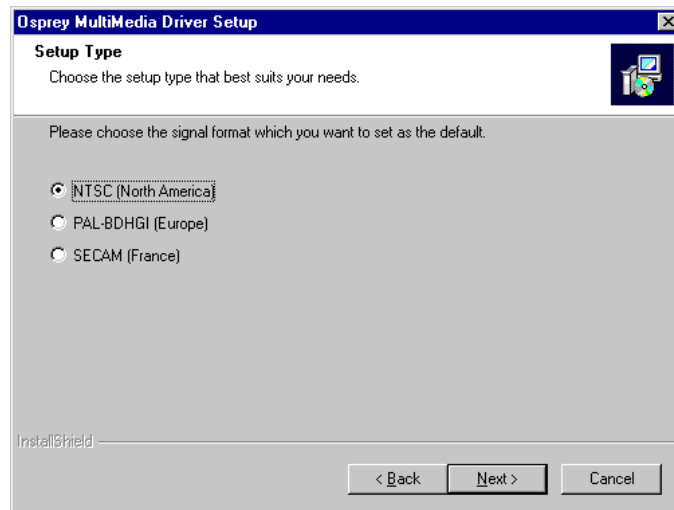 Osprey MultiMedia Driver Setup
Setup Type
Choose the setup type that best suits your needs.
Please choose the signal format which you want to set as the default.
NTSC (North America)
PAL-BDHGI (Europe)
SECAM (France)
InstallShield
< Back
Next >
Cancel